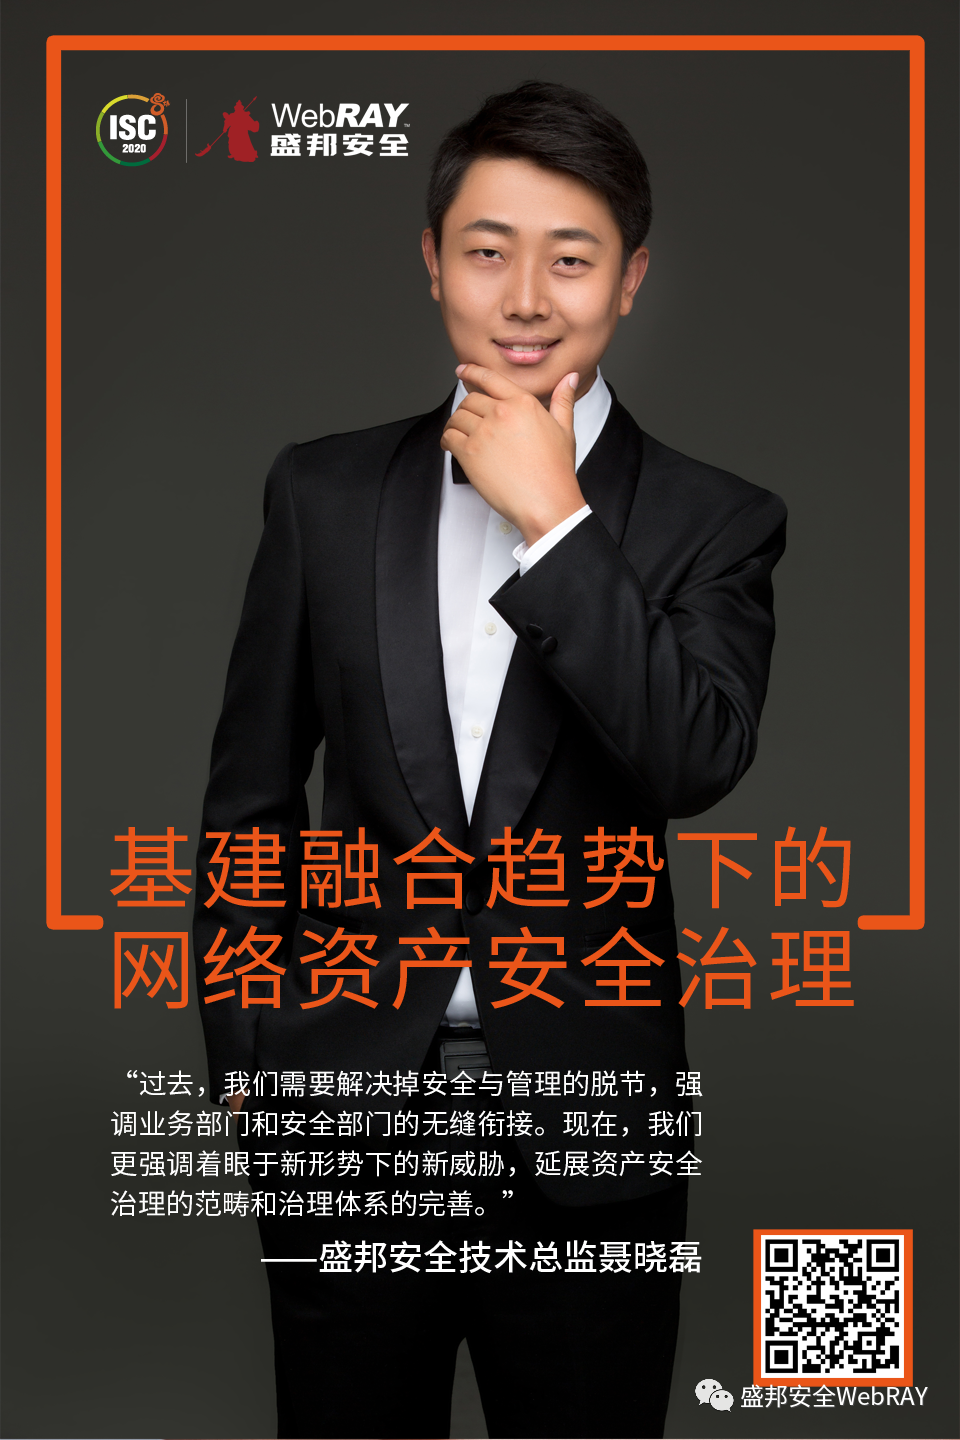 ISC
2020
WebRAY™
盛邦安全
基建融合趋势下的
网络资产安全治理
“过去，我们需要解决掉安全与管理的脱节，强
调业务部门和安全部门的无缝衔接。现在，我们
更强调着眼于新形势下的新威胁，延展资产安全
治理的范畴和治理体系的完善。”
——盛邦安全技术总监聂晓磊
盛邦安全WebRAY